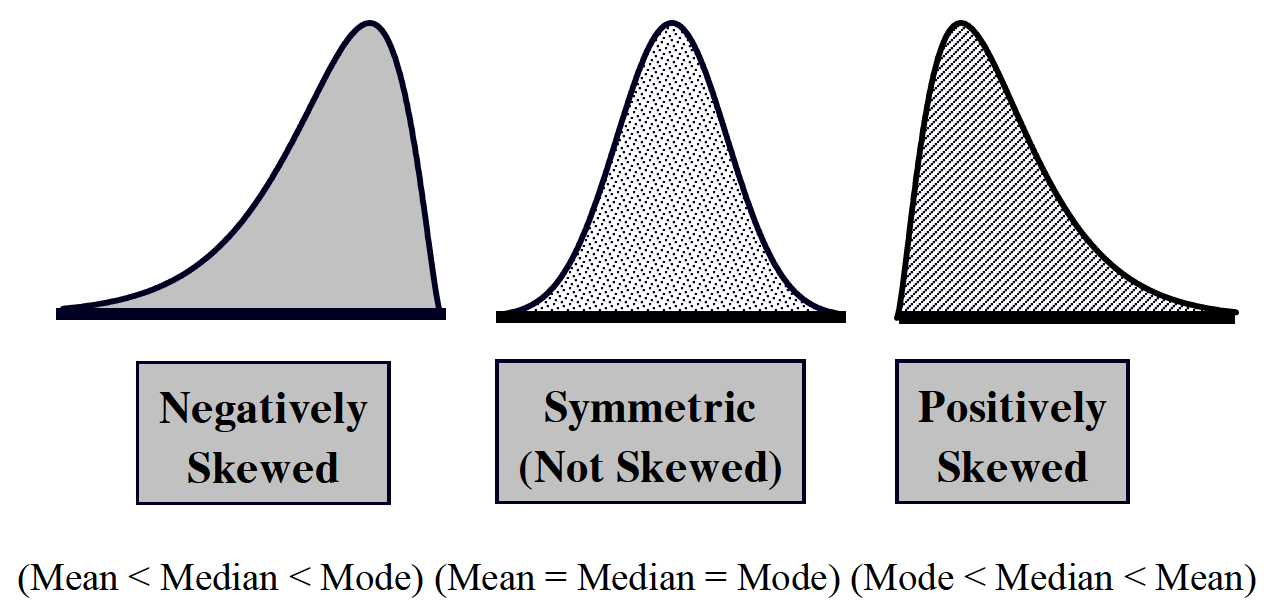 Negatively
Skewed
Symmetric
(Not Skewed)
Positively
Skewed
(Mean < Median < Mode) (Mean = Median = Mode) (Mode < Median < Mean)